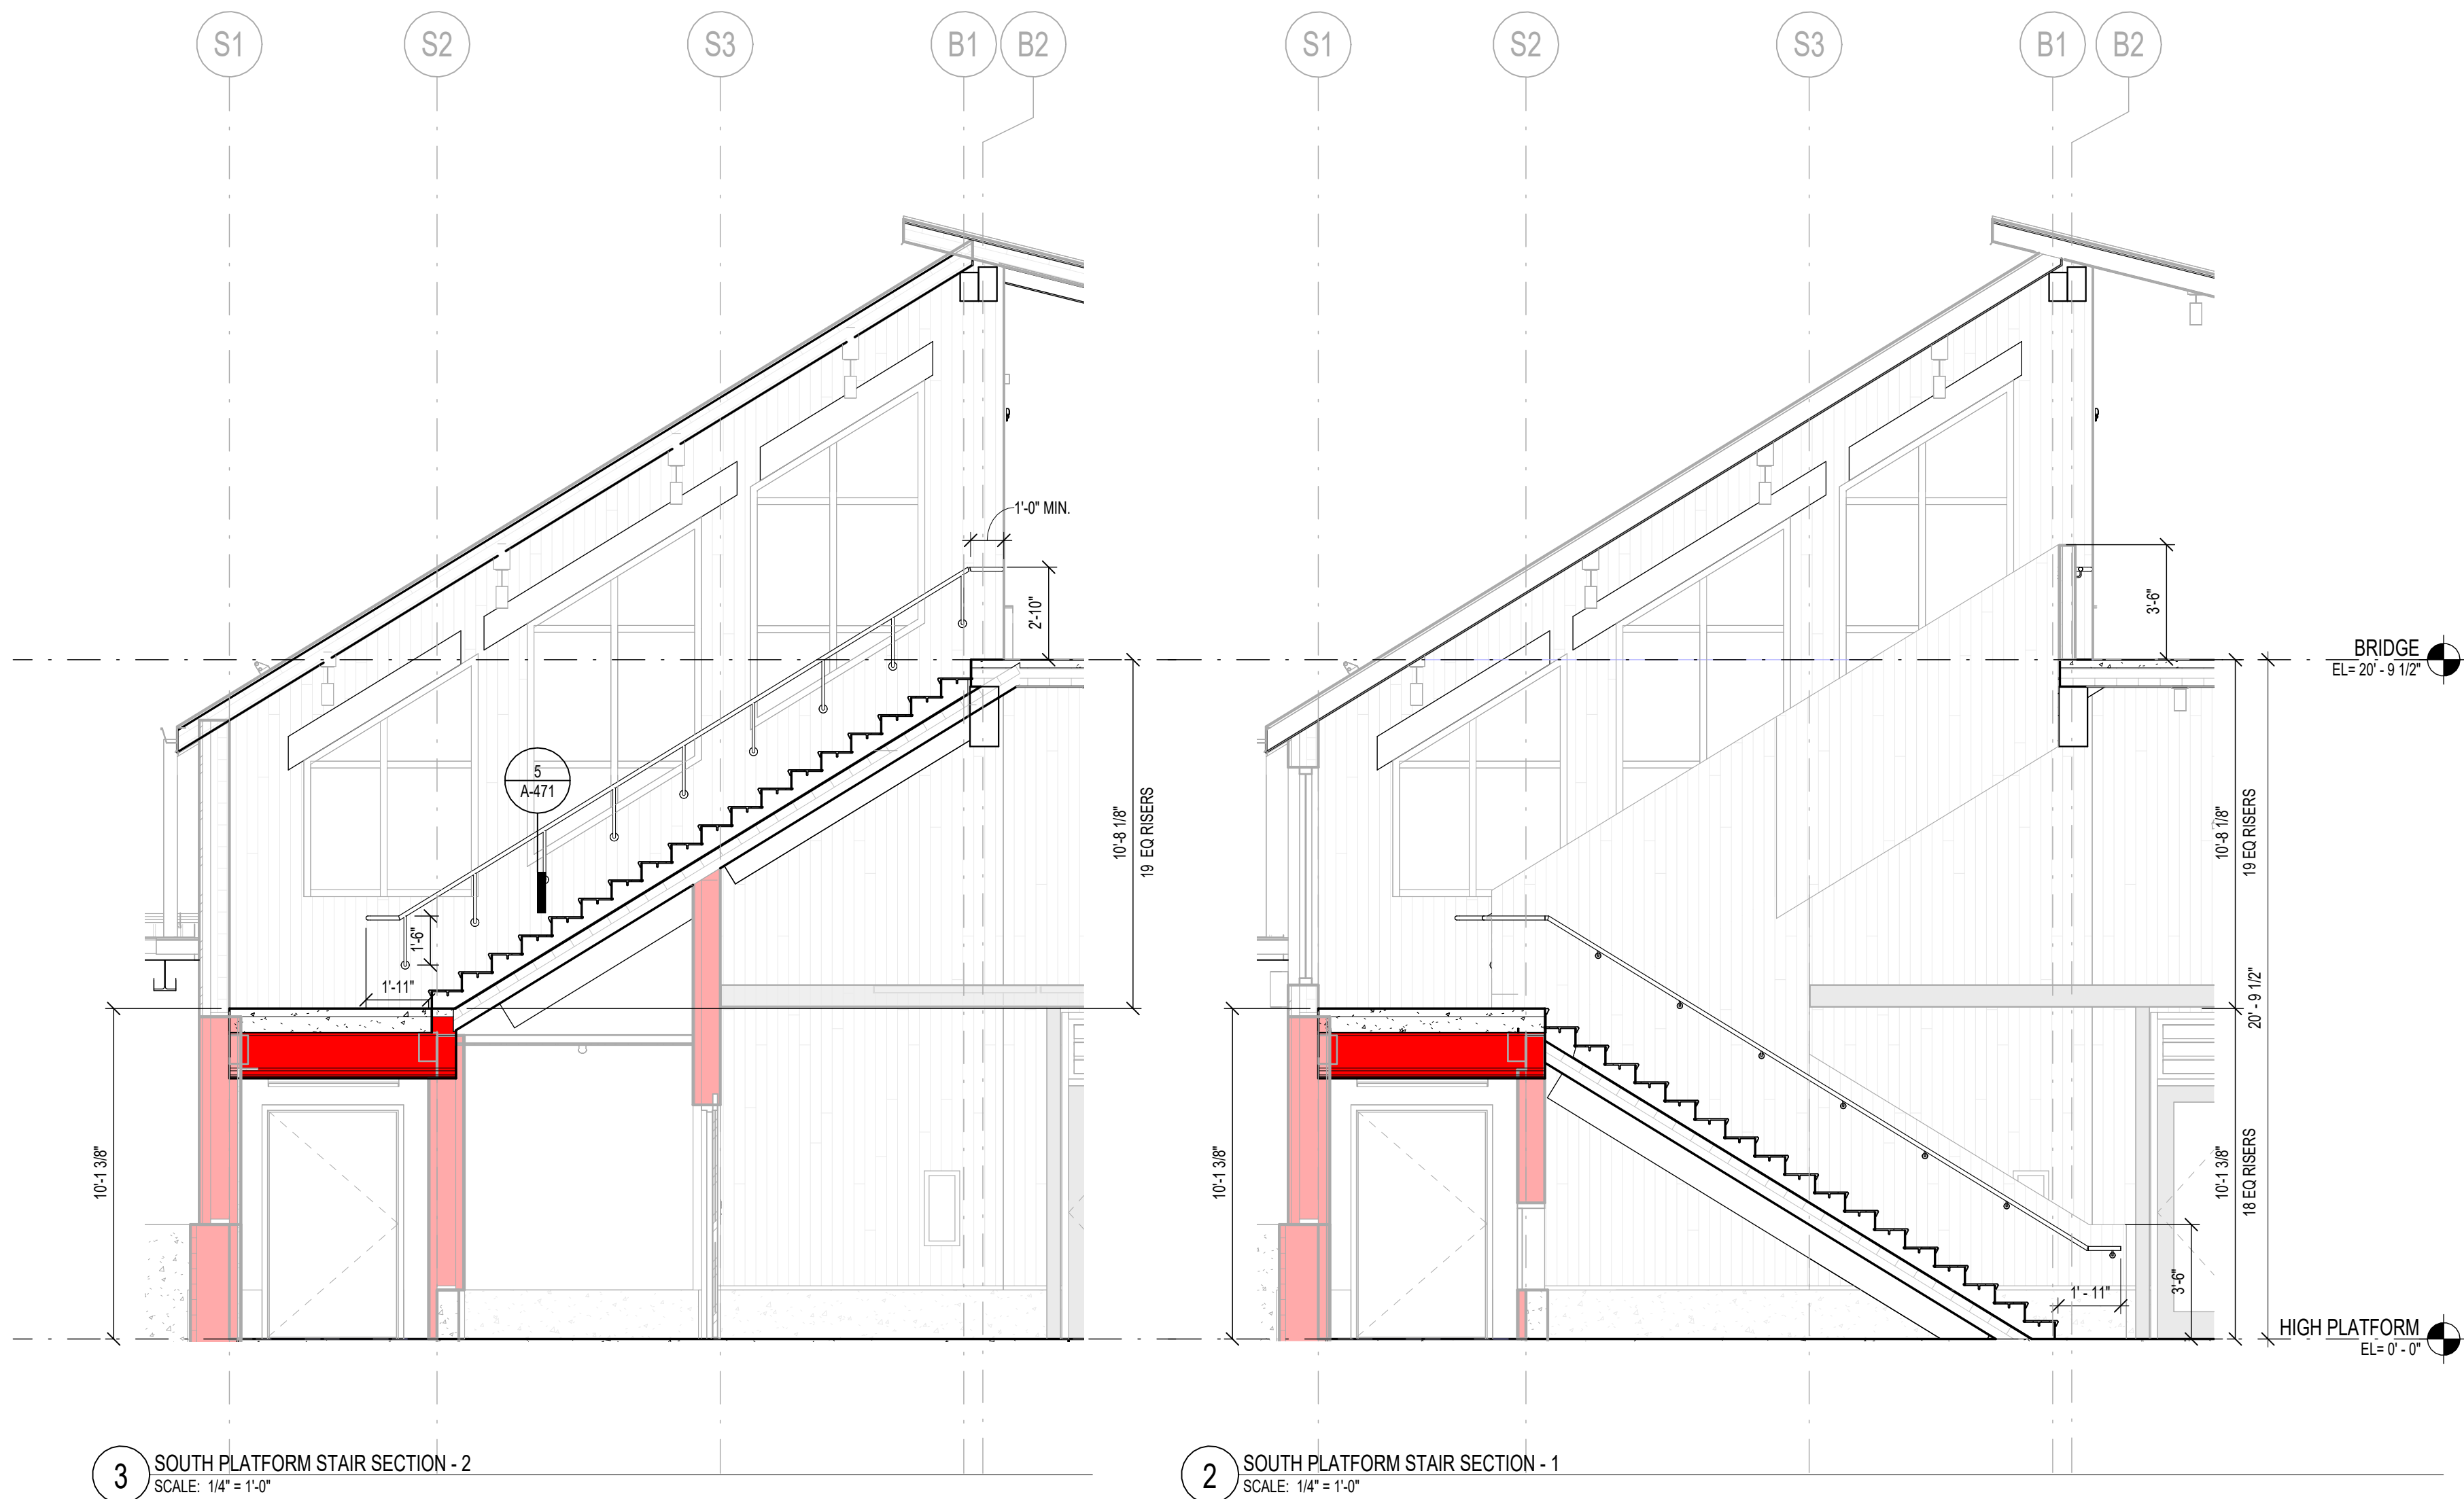 S1
S2
S3
B1
B2
S1
S2
S3
B1
B2
1'-0" MIN.
2'-10"
3'-6"
BRIDGE
EL= 20' - 9 1/2"
5
A-471
10'-8 1/8"
19 EQ RISERS
10'-8 1/8"
19 EQ RISERS
1'-6"
1'-11"
20' - 9 1/2"
10'-1 3/8"
10'-1 3/8"
10'-1 3/8"
18 EQ RISERS
1' - 11"
3'-6"
HIGH PLATFORM
EL= 0' - 0"
3
SOUTH PLATFORM STAIR SECTION - 2
SCALE: 1/4" = 1'-0"
2
SOUTH PLATFORM STAIR SECTION - 1
SCALE: 1/4" = 1'-0"